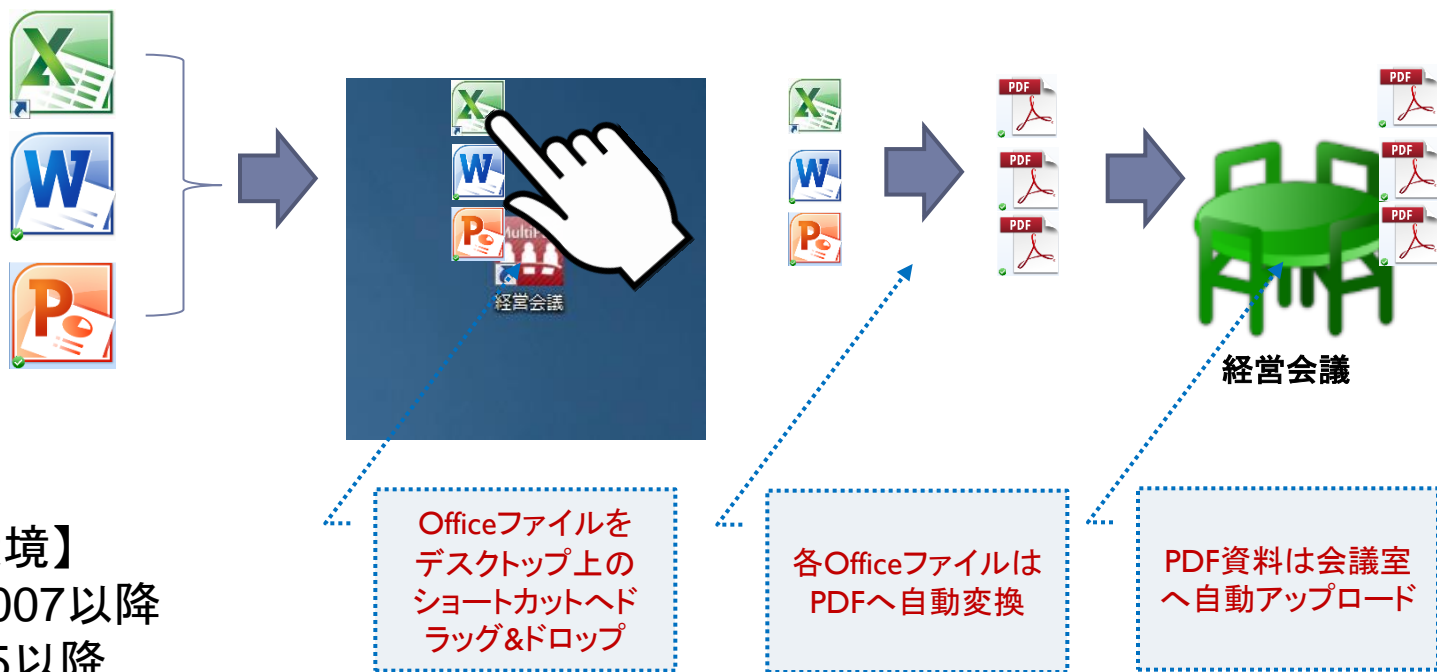 PDF
PDF
PDF
PDF
PDF
PDF
経営会議
経営会議
Officeファイルを
デスクトップ上の
ショートカットへド
ラッグ&ドロップ
各Officeファイルは
PDFへ自動変換
PDF資料は会議室
へ自動アップロード
境】
007以降
5以降